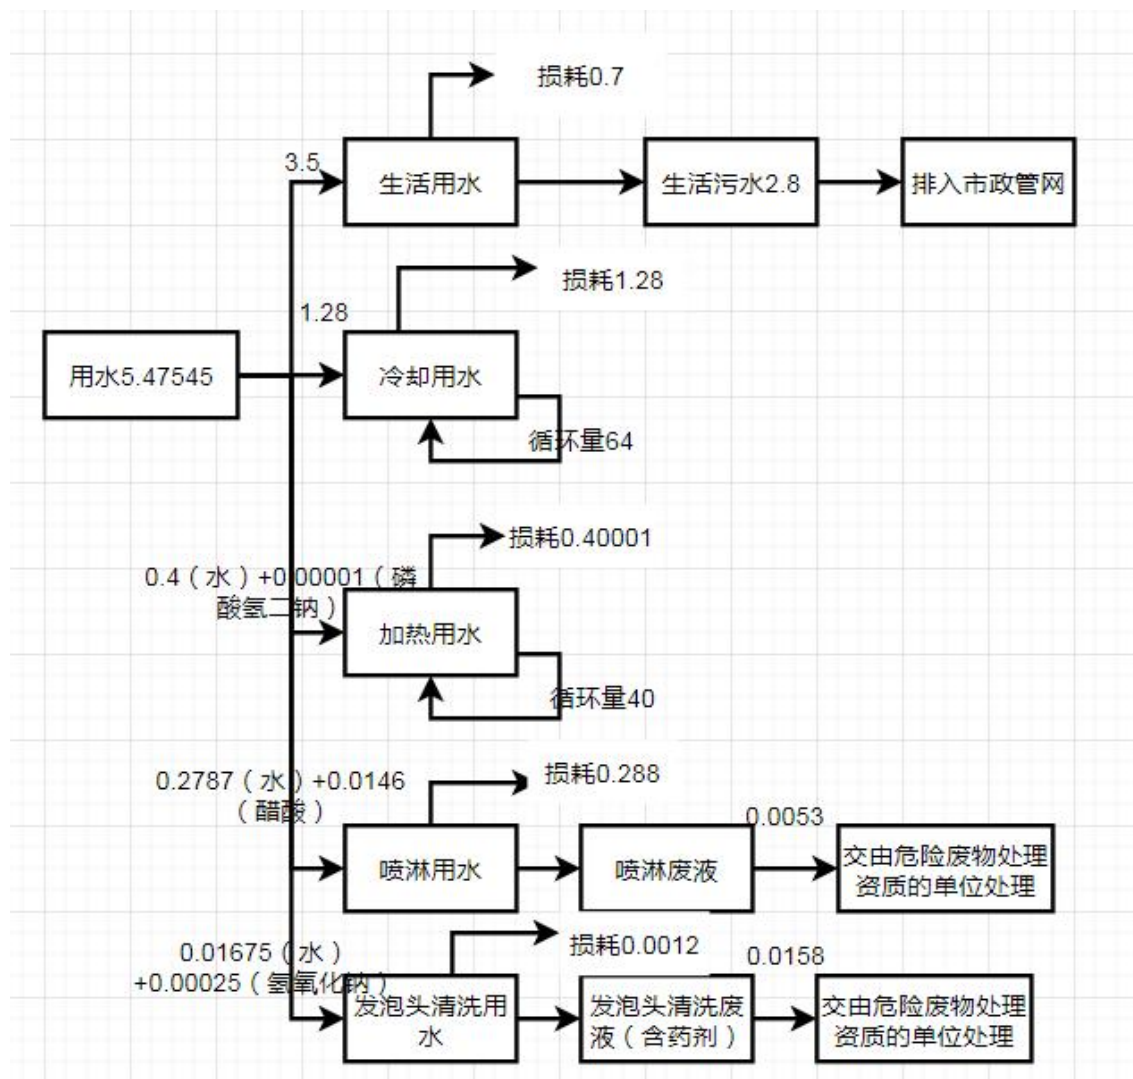 损耗0.7
3.5
生活用水
生活污水2.8
排入市政管网
损耗1.28
1.28
用水5.47545
冷却用水
循环量64
损耗0.40001
0.4（水）+0.00001（磷
酸氢二钠）
加热用水
循环量40
损耗0.288
0.2787（水）+0.0146
（醋酸）
0.0053
喷淋用水
喷淋废液
交由危险废物处理
资质的单位处理
损耗0.0012
0.01675（水）
+0.00025（氢氧化钠）
0.0158
发泡头清洗用
水
发泡头清洗废
液（含药剂）
交由危险废物处理
资质的单位处理